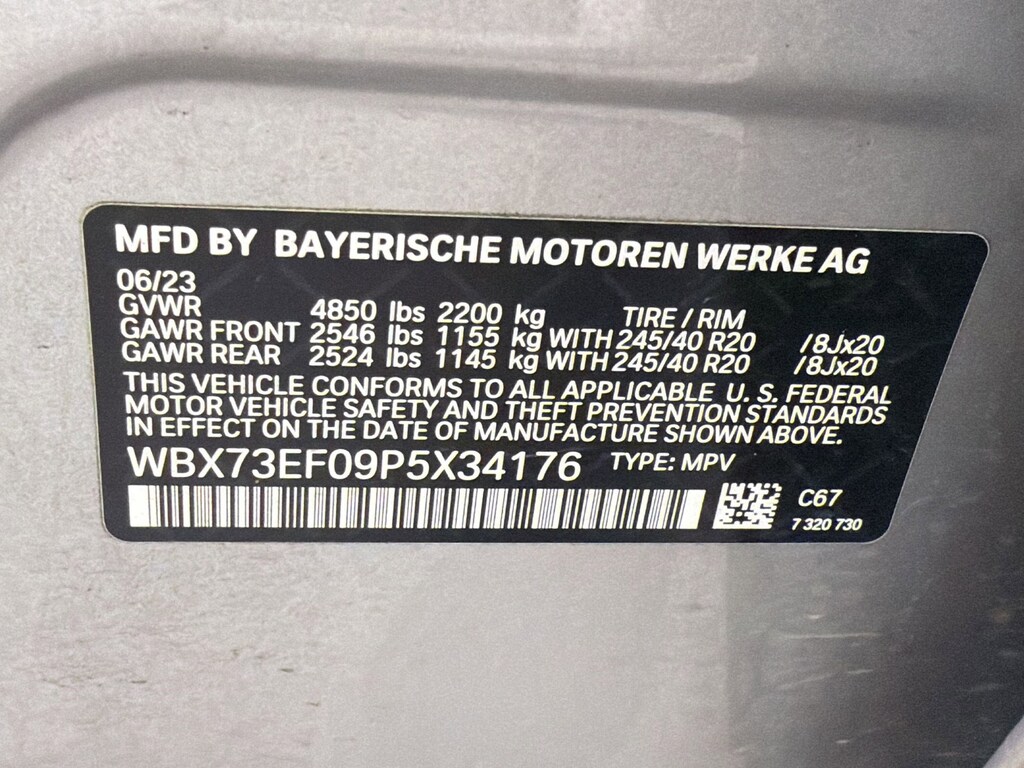 MFD BY BAYERISCHE MOTOREN WERKE AG
06/23
GVWR 4850 lbs 2200 kg TIRE / RIM
GAWR FRONT 2546 lbs 1155 kg WITH 245/40 R20 /8Jx20
GAWR REAR 2524 lbs 1145 kg WITH 245/40 R20 /8Jx20
THIS VEHICLE CONFORMS TO ALL APPLICABLE U. S. FEDERAL
MOTOR VEHICLE SAFETY AND THEFT PREVENTION STANDARDS
IN EFFECT ON THE DATE OF MANUFACTURE SHOWN ABOVE.
WBX73EF09P5X34176 TYPE: MPV
C67
7 320 730